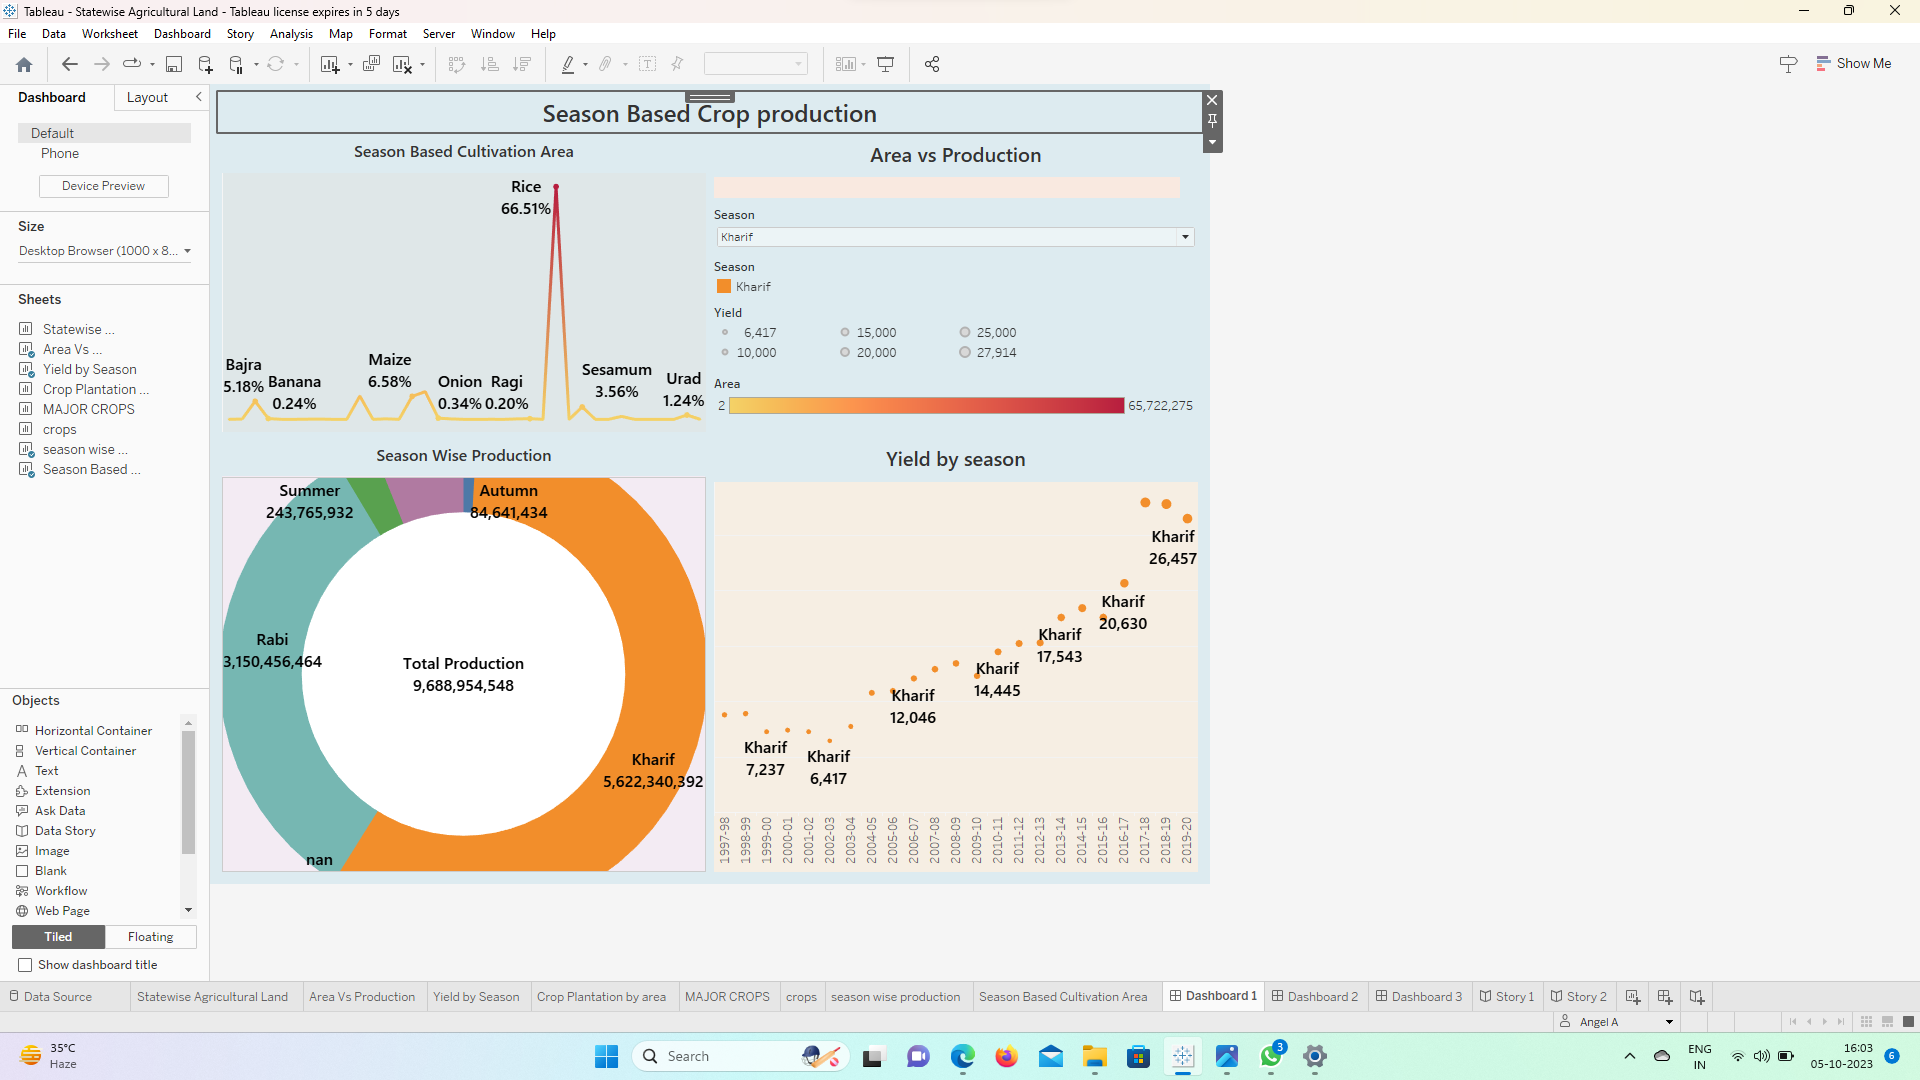 Tableau - Statewise Agricultural Land - Tableau license expires in 5 days
File Data Worksheet Dashboard Story Analysis Map Format Server Window Help
Show Me
Dashboard Layout
Default
Phone
Device Preview
Size
Desktop Browser (1000 x 8...
Sheets
Statewise ...
Area Vs ...
Yield by Season
Crop Plantation ...
MAJOR CROPS
crops
season wise ...
Season Based ...
Objects
Horizontal Container
Vertical Container
Text
Extension
Ask Data
Data Story
Image
Blank
Workflow
Web Page
Tiled Floating
Show dashboard title
Season Based Crop production
Season Based Cultivation Area
Rice
66.51%
Bajra
5.18%
Banana
0.24%
Maize
6.58%
Onion
0.34%
Ragi
0.20%
Sesamum
3.56%
Urad
1.24%
Area vs Production
Season
Kharif
Season
Kharif
Yield
6,417 15,000 25,000
10,000 20,000 27,914
Area
2 65,722,275
Season Wise Production
Summer
243,765,932
Autumn
84,641,434
Rabi
3,150,456,464
Total Production
9,688,954,548
Kharif
5,622,340,392
nan
Yield by season
Kharif
26,457
Kharif
20,630
Kharif
17,543
Kharif
14,445
Kharif
12,046
Kharif
7,237
Kharif
6,417
1997-98
1998-99
1999-00
2000-01
2001-02
2002-03
2003-04
2004-05
2005-06
2006-07
2007-08
2008-09
2009-10
2010-11
2011-12
2012-13
2013-14
2014-15
2015-16
2016-17
2017-18
2018-19
2019-20
Data Source Statewise Agricultural Land Area Vs Production Yield by Season Crop Plantation by area MAJOR CROPS crops season wise production Season Based Cultivation Area Dashboard 1 Dashboard 2 Dashboard 3 Story 1 Story 2
Angel A
35°C
Haze
Search
3
ENG
IN
16:03
05-10-2023
6